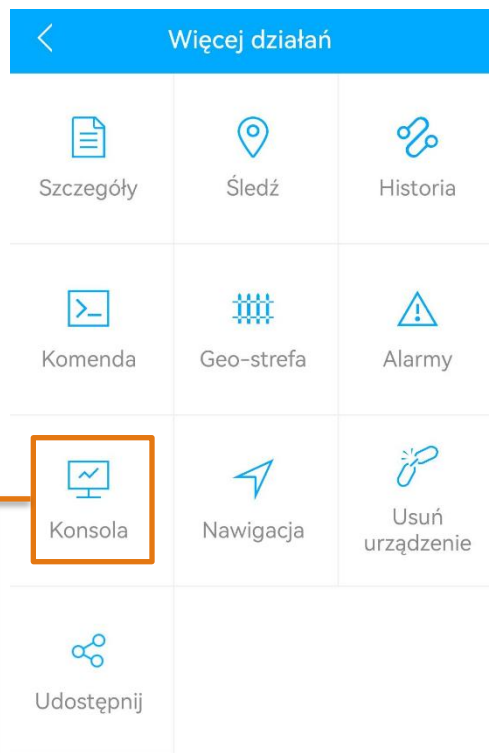 Więcej działań
Szczegóły
Śledź
Historia
Komenda
Geo-strefa
Alarmy
Konsola
Nawigacja
Usuń
urządzenie
Udostępnij